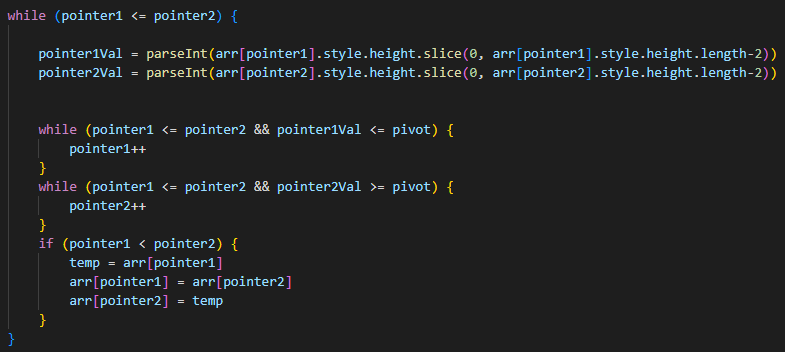 while (pointer1 <= pointer2) {
pointer1Val = parseInt(arr[pointer1].style.height.slice(0, arr[pointer1].style.height.length-2))
pointer2Val = parseInt(arr[pointer2].style.height.slice(0, arr[pointer2].style.height.length-2))
while (pointer1 <= pointer2 && pointer1Val <= pivot) {
pointer1++
}
while (pointer1 <= pointer2 && pointer2Val >= pivot) {
pointer2++
}
if (pointer1 < pointer2) {
temp = arr[pointer1]
arr[pointer1] = arr[pointer2]
arr[pointer2] = temp
}
}